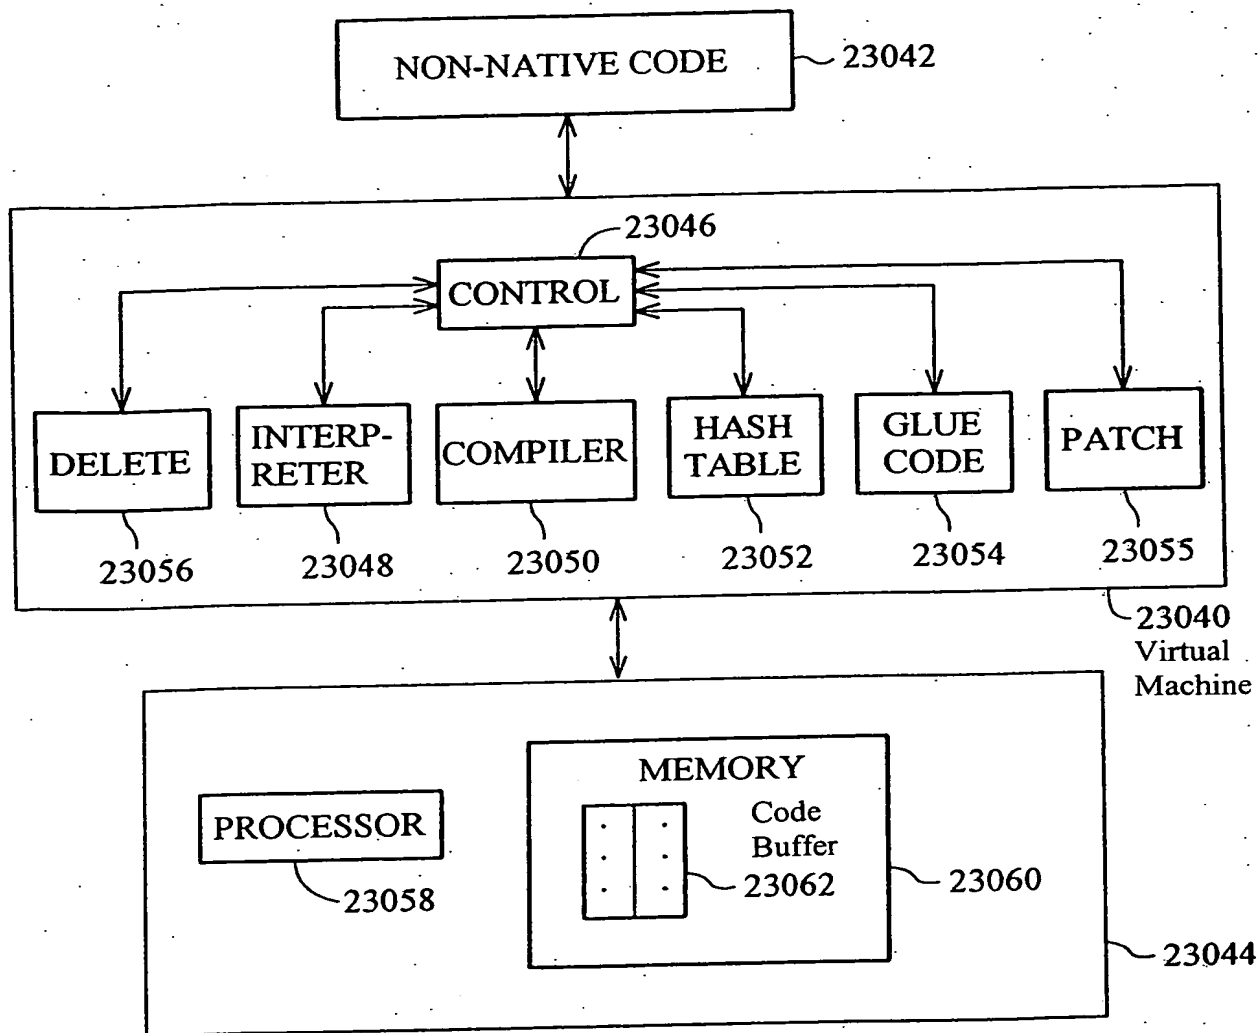 NON-NATIVE CODE
23042
23046
CONTROL
DELETE
INTERP-
RETER
COMPILER
HASH
TABLE
GLUE
CODE
PATCH
23056
23048
23050
23052
23054
23055
23040
Virtual
Machine
MEMORY
PROCESSOR
Code
Buffer
23058
23062
23060
23044